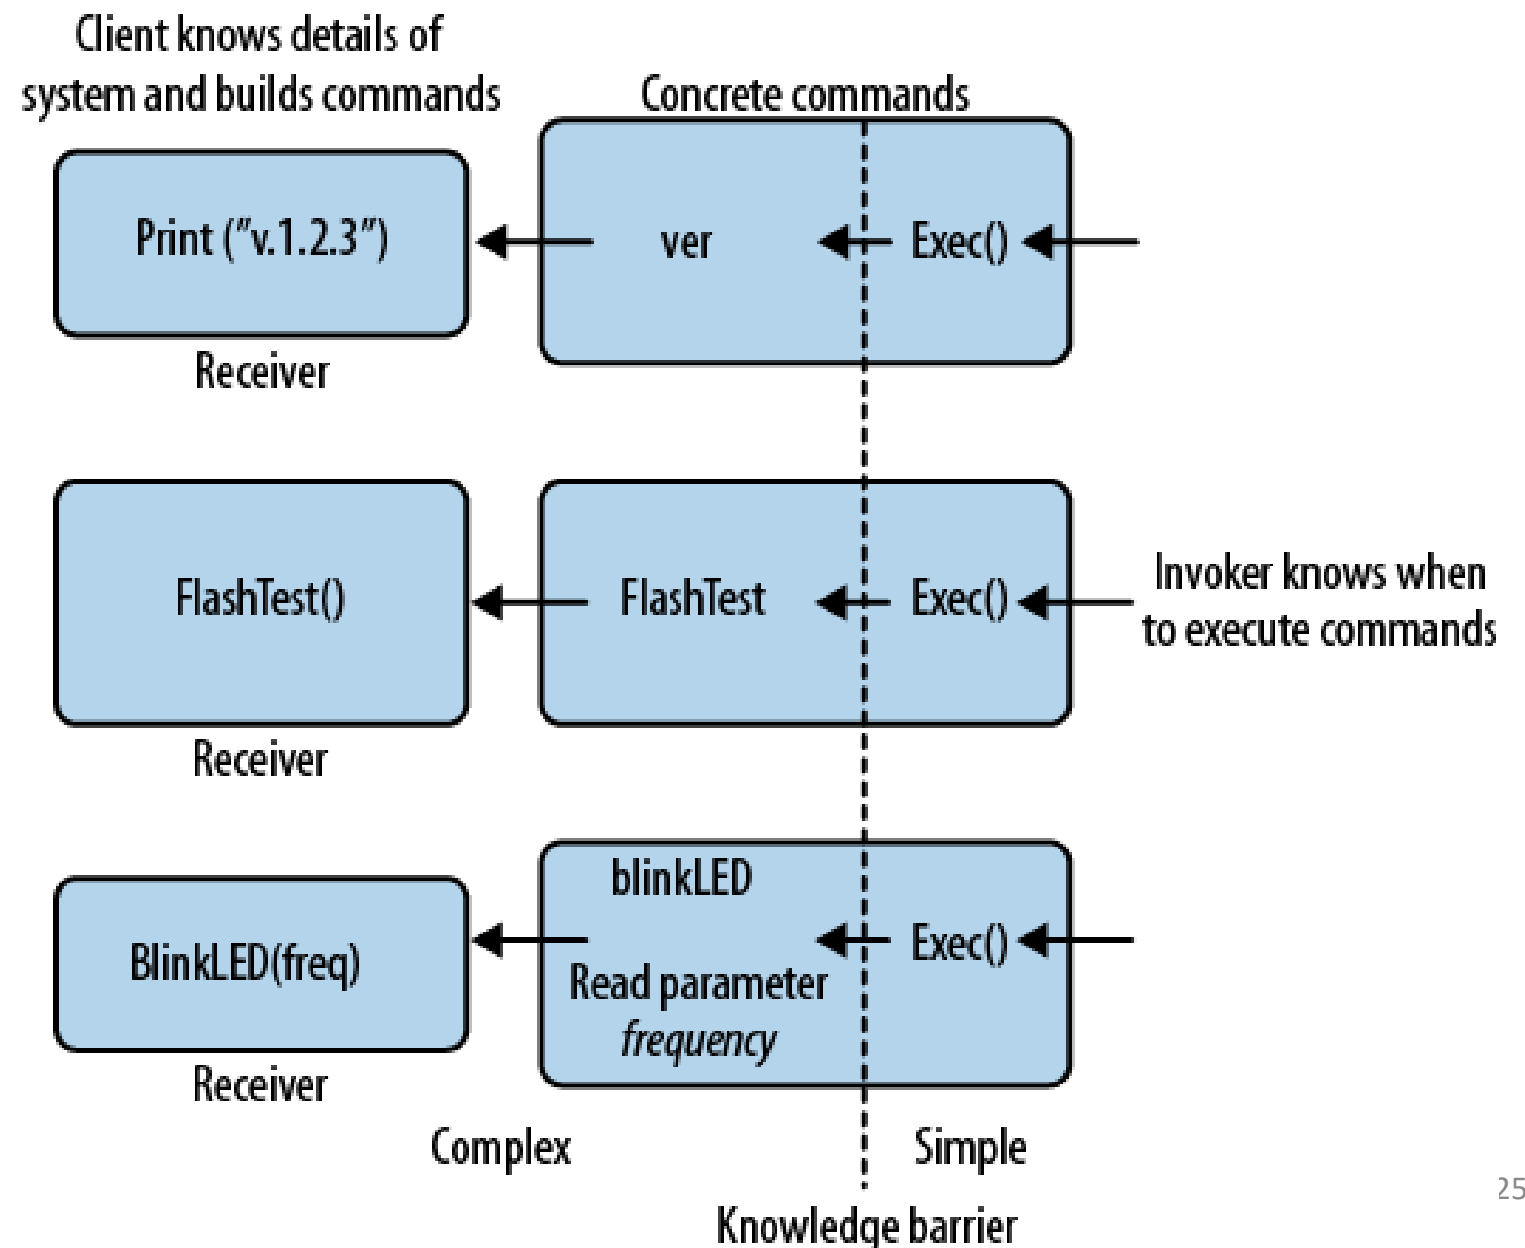 Client knows details of
system and builds commands
Concrete commands
Print ("v.1.2.3")
ver
Exec()
Receiver
FlashTest()
FlashTest
Exec()
Invoker knows when
to execute commands
Receiver
blinkLED
BlinkLED(freq)
Read parameter
frequency
Exec()
Receiver
Complex
Simple
Knowledge barrier
25